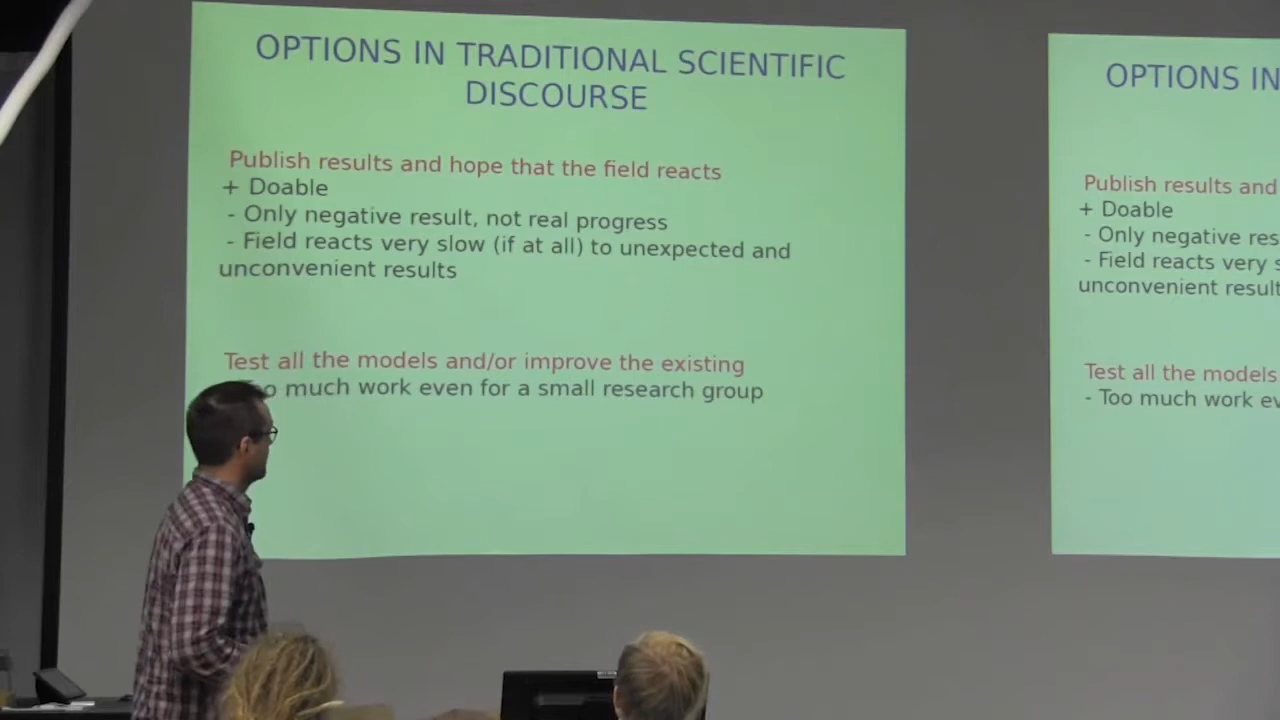 OPTIONS IN TRADITIONAL SCIENTIFIC
DISCOURSE
Publish results and hope that the field reacts
+ Doable
- Only negative result, not real progress
- Field reacts very slow (if at all) to unexpected and
unconvenient results
Test all the models and/or improve the existing
much work even for a small research group
OPTIONS IN
Publish results and
+ Doable
- Only negative res
- Field reacts very s
unconvenient result
Test all the models
- Too much work ev